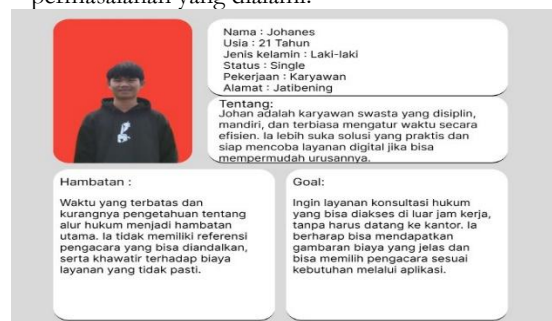 permasalahan yang dialami.
Nama : Johanes
Usia : 21 Tahun
Jenis kelamin : Laki-laki
Status : Single
Pekerjaan : Karyawan
Alamat : Jatibening
Tentang:
Johan adalah karyawan swasta yang disiplin,
mandiri, dan terbiasa mengatur waktu secara
efisien. Ia lebih suka solusi yang praktis dan
siap mencoba layanan digital jika bisa
mempermudah urusannya.
Hambatan :
Waktu yang terbatas dan
kurangnya pengetahuan tentang
alur hukum menjadi hambatan
utama. Ia tidak memiliki referensi
pengacara yang bisa diandalkan,
serta khawatir terhadap biaya
layanan yang tidak pasti.
Goal:
Ingin layanan konsultasi hukum
yang bisa diakses di luar jam kerja,
tanpa harus datang ke kantor. Ia
berharap bisa mendapatkan
gambaran biaya yang jelas dan
bisa memilih pengacara sesuai
kebutuhan melalui aplikasi.